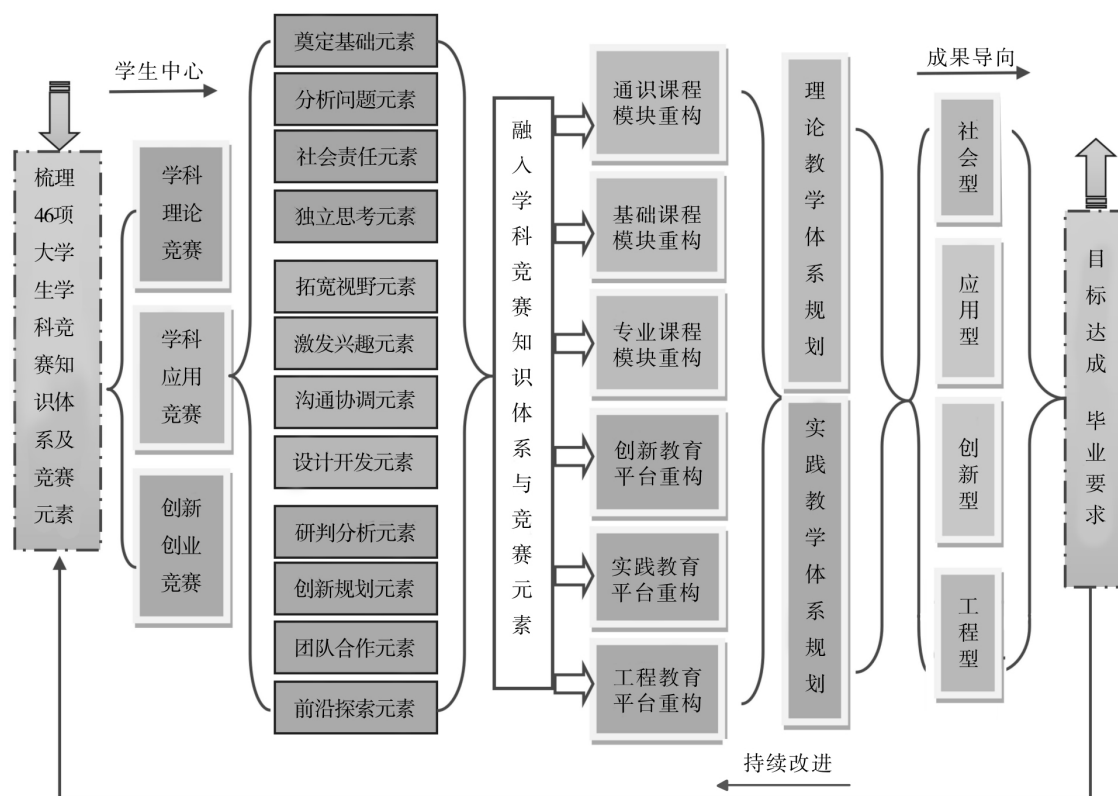 学生中心
成果导向
梳理
46项
大学
生学
科竞
赛知
识体
系及
竞赛
元素
学科
理论
竞赛
学科
应用
竞赛
创新
创业
竞赛
奠定基础元素
分析问题元素
社会责任元素
独立思考元素
拓宽视野元素
激发兴趣元素
沟通协调元素
设计开发元素
研判分析元素
创新规划元素
团队合作元素
前沿探索元素
融入学科竞赛知识体系与竞赛元素
通识课程
模块重构
基础课程
模块重构
专业课程
模块重构
创新教育
平台重构
实践教育
平台重构
工程教育
平台重构
理论教学体系规划
实践教学体系规划
社会型
应用型
创新型
工程型
目标达成 毕业要求
持续改进